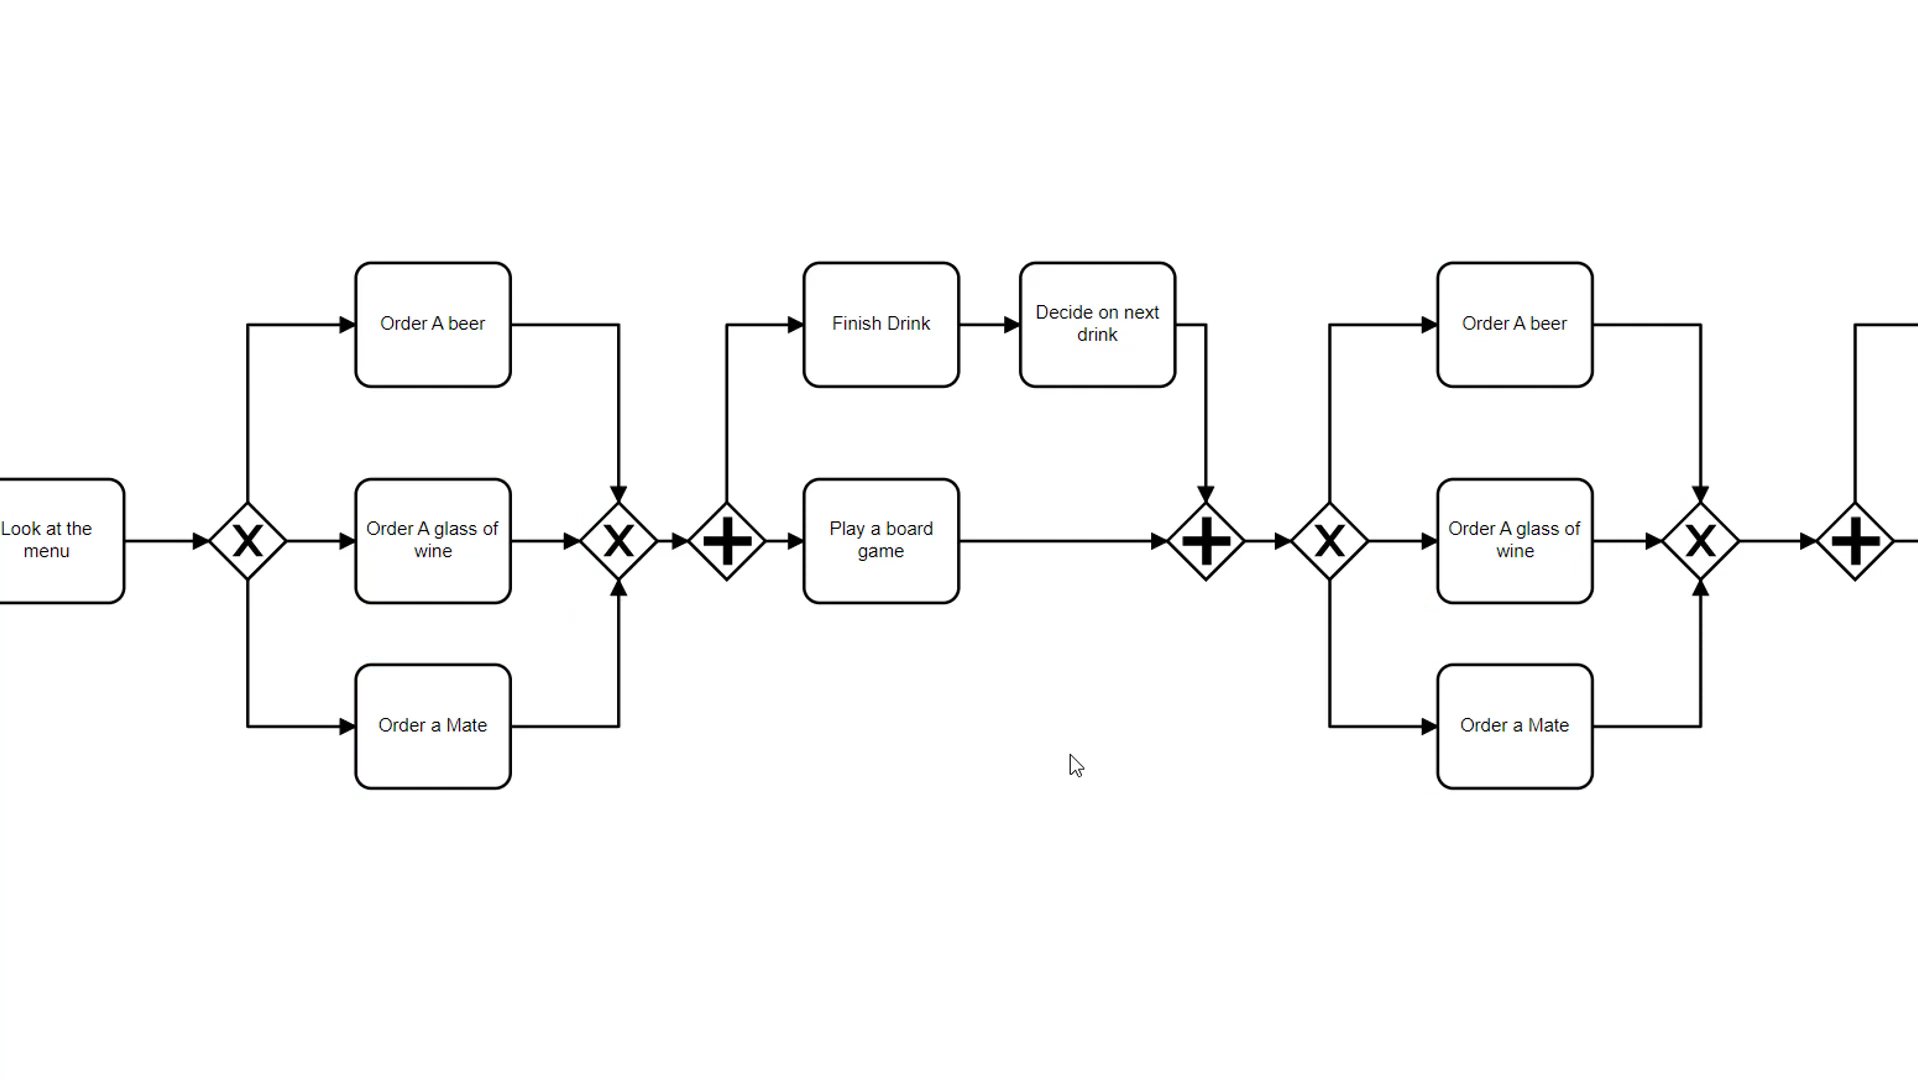 Look at the
menu
Order A beer
Order A glass of
wine
Order a Mate
Finish Drink
Decide on next
drink
Play a board
game
Order A beer
Order A glass of
wine
Order a Mate